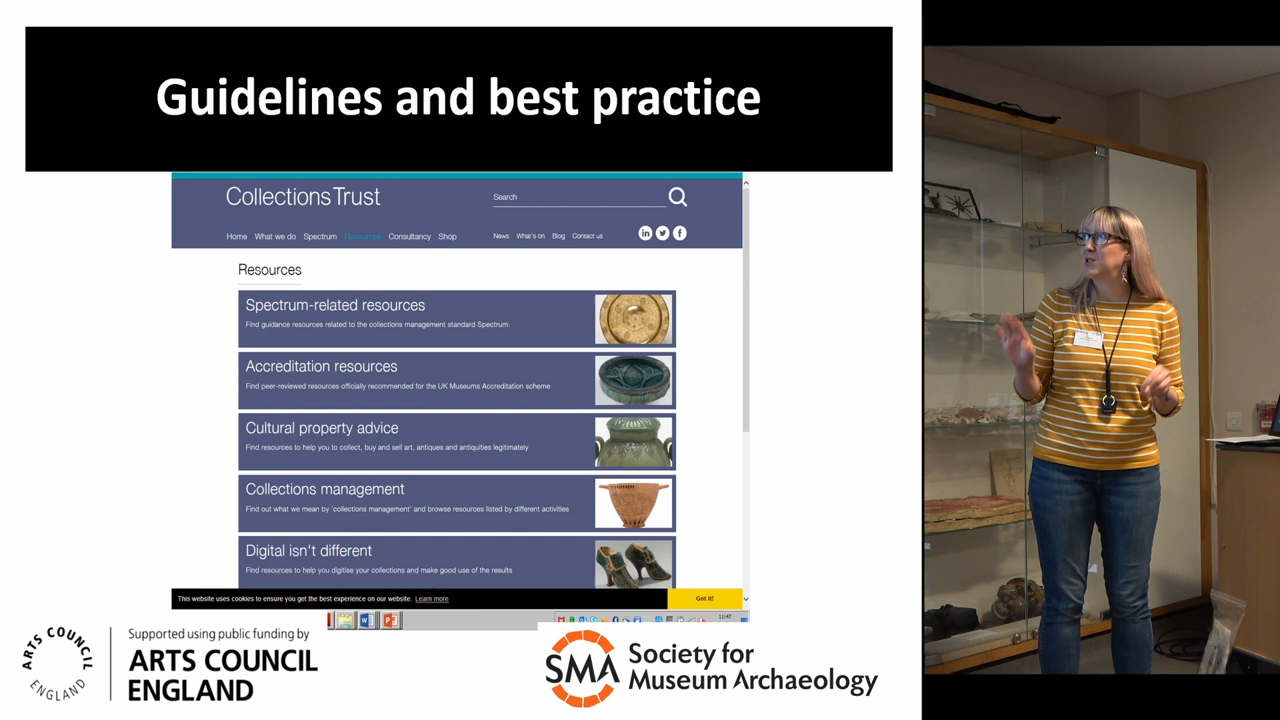 Guidelines and best practice
CollectionsTrust
Search
Home What we do Spectrum Resources Consultancy Shop
News What's on Blog Contact us
Resources
Spectrum-related resources
Find guidance resources related to the collections management standard Spectrum.
Accreditation resources
Find peer-reviewed resources officially recommended for the UK Museums Accreditation scheme
Cultural property advice
Find resources to help you to collect, buy and sell art, antiques and antiquities legitimately
Collections management
Find out what we mean by 'collections management' and browse resources listed by different activities
Digital isn't different
Find resources to help you digitise your collections and make good use of the results
This website uses cookies to ensure you get the best experience on our website. Learn more
Got it!
11:47
ARTS COUNCIL ENGLAND
Supported using public funding by
ARTS COUNCIL
ENGLAND
SMA
Society for
Museum Archaeology